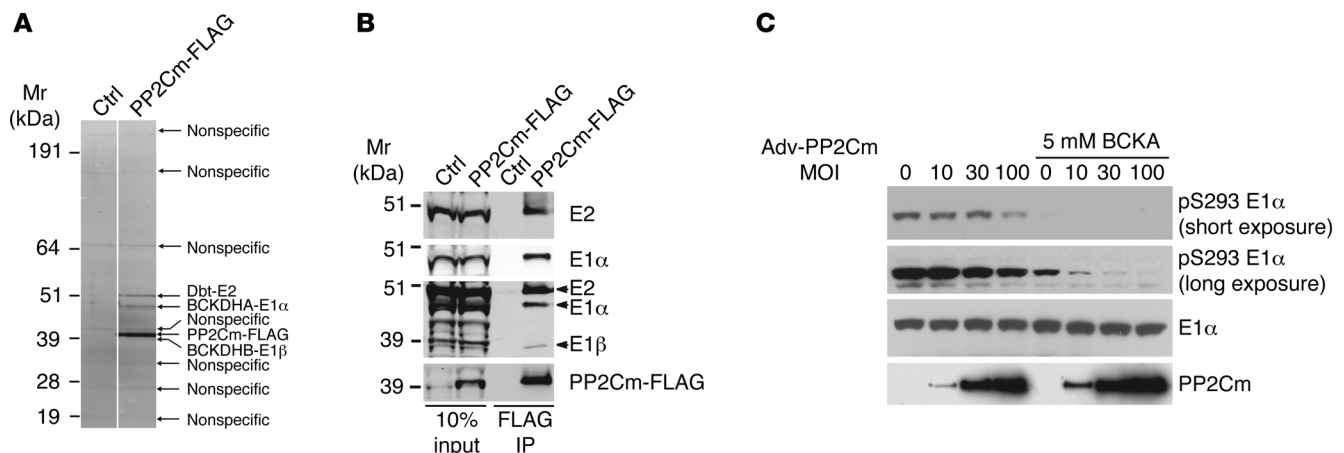 A
Mr
(kDa)
Ctrl
PP2Cm-FLAG
191
64
51
39
28
19
Nonspecific
Nonspecific
Nonspecific
Dbt-E2
BCKDHA-E1α
Nonspecific
PP2Cm-FLAG
BCKDHB-E1β
Nonspecific
Nonspecific
Nonspecific
B
Mr
(kDa)
Ctrl
PP2Cm-FLAG
Ctrl
PP2Cm-FLAG
51
E2
51
E1α
E2
E1α
39
E1β
39
PP2Cm-FLAG
10%
input
FLAG
IP
C
Adv-PP2Cm
MOI
5 mM BCKA
0 10 30 100 0 10 30 100
pS293 E1α
(short exposure)
pS293 E1α
(long exposure)
E1α
PP2Cm